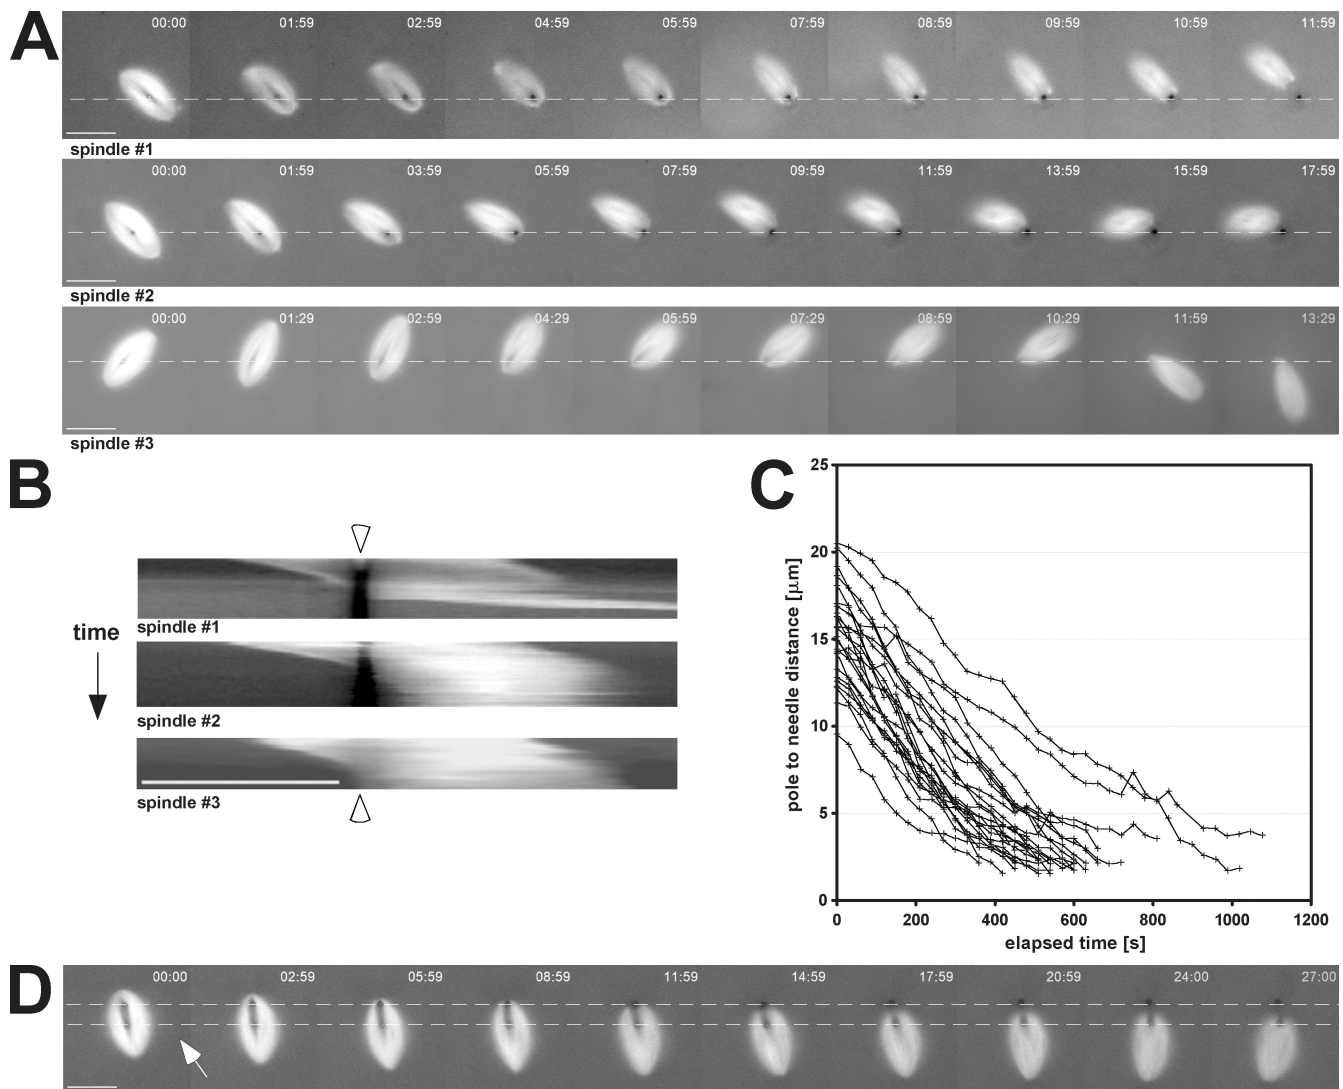 A
00:00 01:59 02:59 04:59 05:59 07:59 08:59 09:59 10:59 11:59
spindle #1
00:00 01:59 03:59 05:59 07:59 09:59 11:59 13:59 15:59 17:59
spindle #2
00:00 01:29 02:59 04:29 05:59 07:29 08:59 10:29 11:59 13:29
spindle #3
B
time
spindle #1
spindle #2
spindle #3
C
pole to needle distance [µm]
25
20
15
10
5
0
0 200 400 600 800 1000 1200
elapsed time [s]
D
00:00 02:59 05:59 08:59 11:59 14:59 17:59 20:59 24:00 27:00